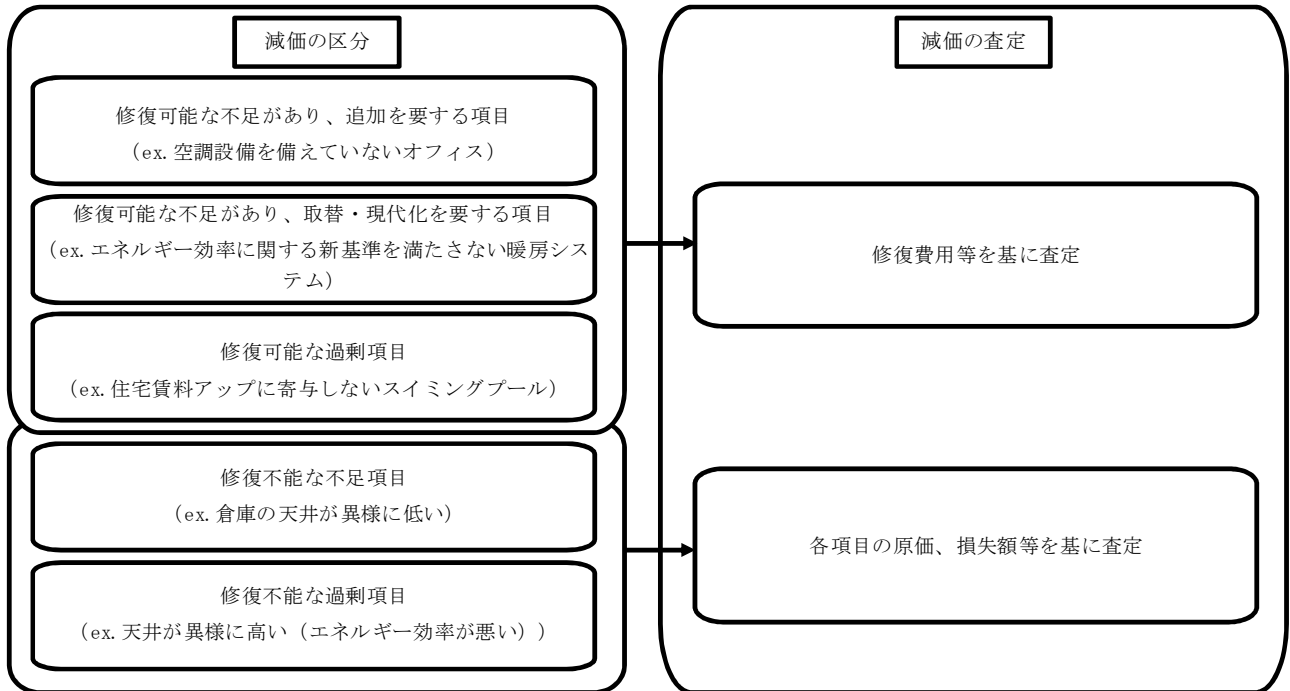 減価の区分
修復可能な不足があり、追加を要する項目
（ex.空調設備を備えていないオフィス）
修復可能な不足があり、取替・現代化を要する項目
（ex.エネルギー効率に関する新基準を満たさない暖房シス
テム）
修復可能な過剰項目
（ex.住宅賃料アップに寄与しないスイミングプール）
修復不能な不足項目
（ex.倉庫の天井が異様に低い）
修復不能な過剰項目
（ex.天井が異様に高い（エネルギー効率が悪い））
減価の査定
修復費用等を基に査定
各項目の原価、損失額等を基に査定